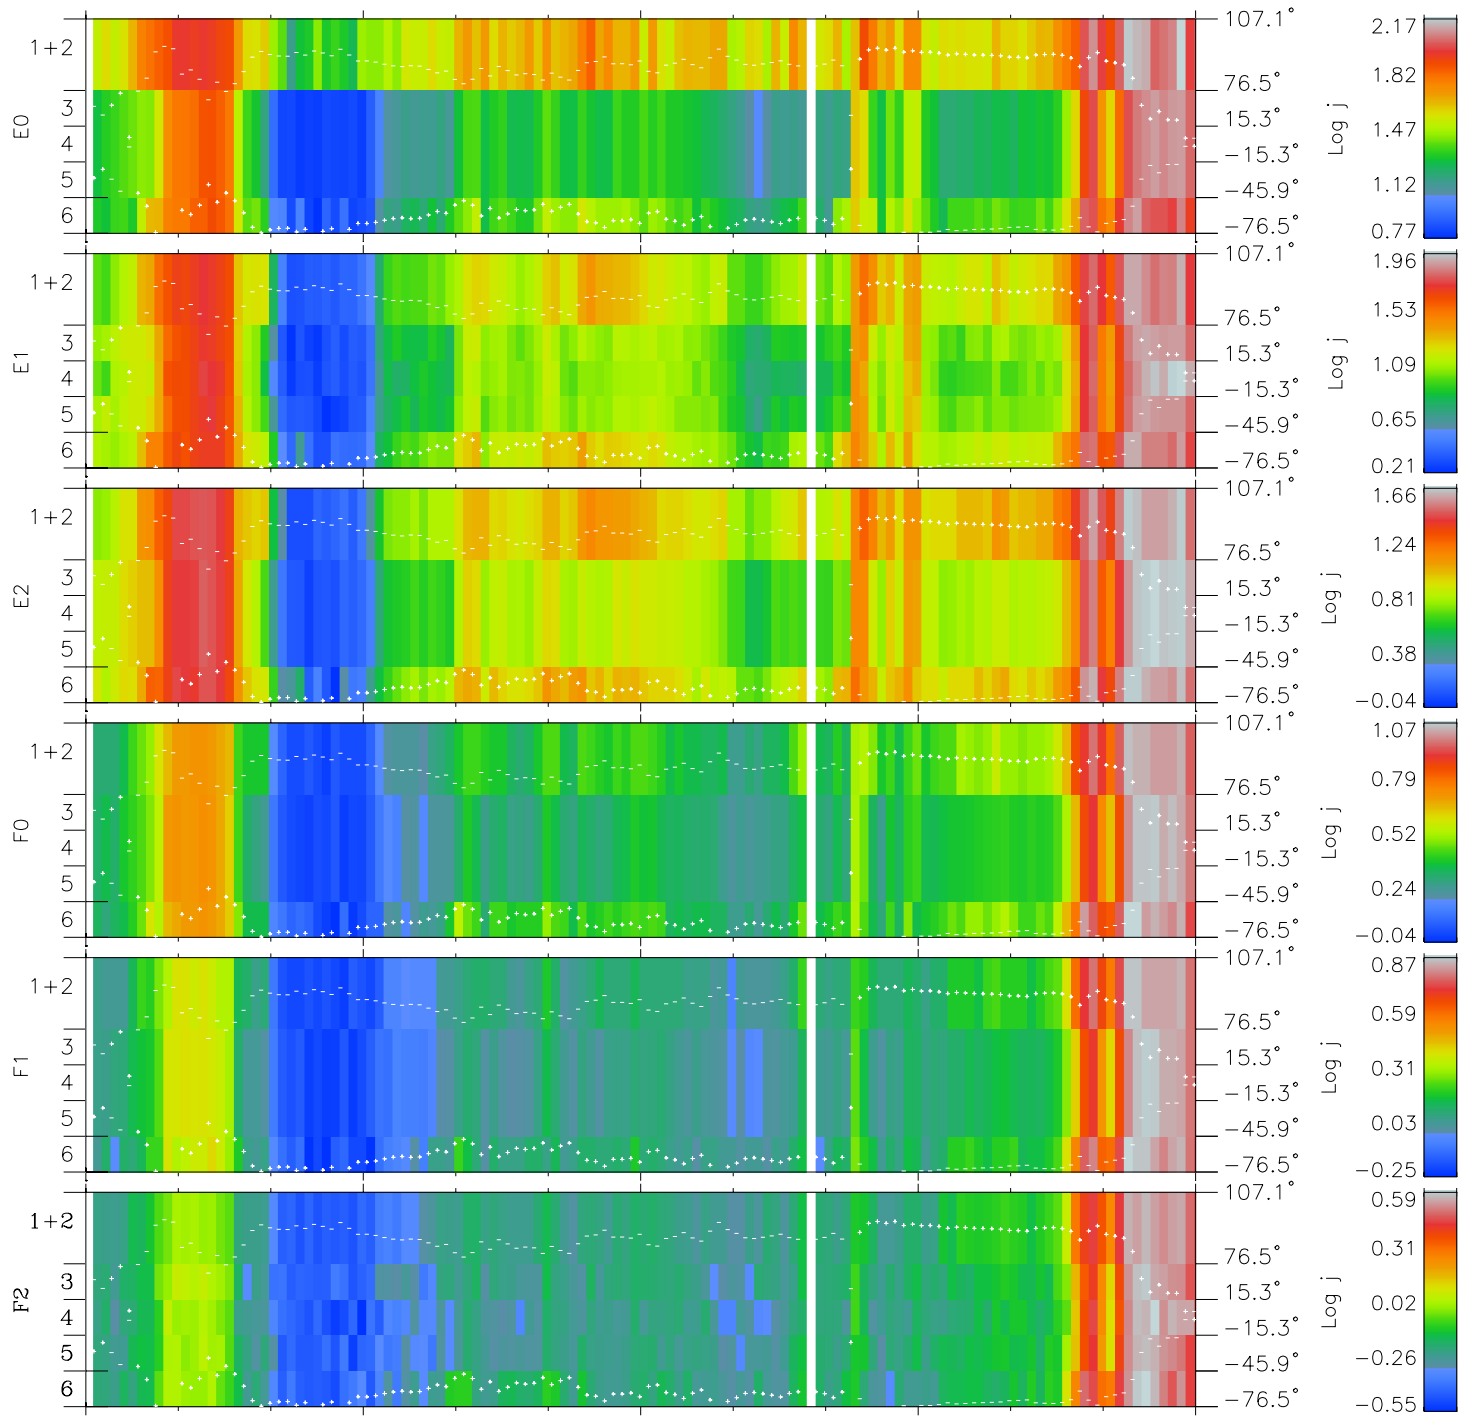 E0 1+2 3 4 5 6 107.1° 76.5° 15.3° −15.3° −45.9° −76.5° Log j 2.17 1.82 1.47 1.12 0.77
E1 1+2 3 4 5 6 107.1° 76.5° 15.3° −15.3° −45.9° −76.5° Log j 1.96 1.53 1.09 0.65 0.21
E2 1+2 3 4 5 6 107.1° 76.5° 15.3° −15.3° −45.9° −76.5° Log j 1.66 1.24 0.81 0.38 −0.04
F0 1+2 3 4 5 6 107.1° 76.5° 15.3° −15.3° −45.9° −76.5° Log j 1.07 0.79 0.52 0.24 −0.04
F1 1+2 3 4 5 6 107.1° 76.5° 15.3° −15.3° −45.9° −76.5° Log j 0.87 0.59 0.31 0.03 −0.25
F2 1+2 3 4 5 6 107.1° 76.5° 15.3° −15.3° −45.9° −76.5° Log j 0.59 0.31 0.02 −0.26 −0.55